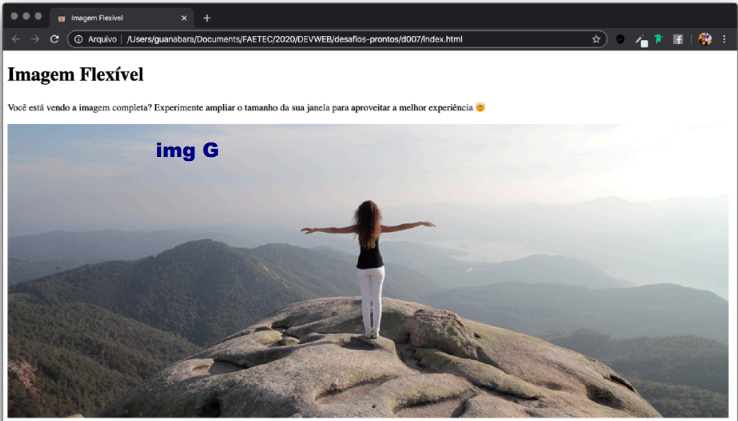 Imagem Flexível
Arquivo | /Users/guanabara/Documents/FAETEC/2020/DEVWEB/desafios-prontos/d007/index.html
Imagem Flexível
Você está vendo a imagem completa? Experimente ampliar o tamanho da sua janela para aproveitar a melhor experiência 🤯
img G